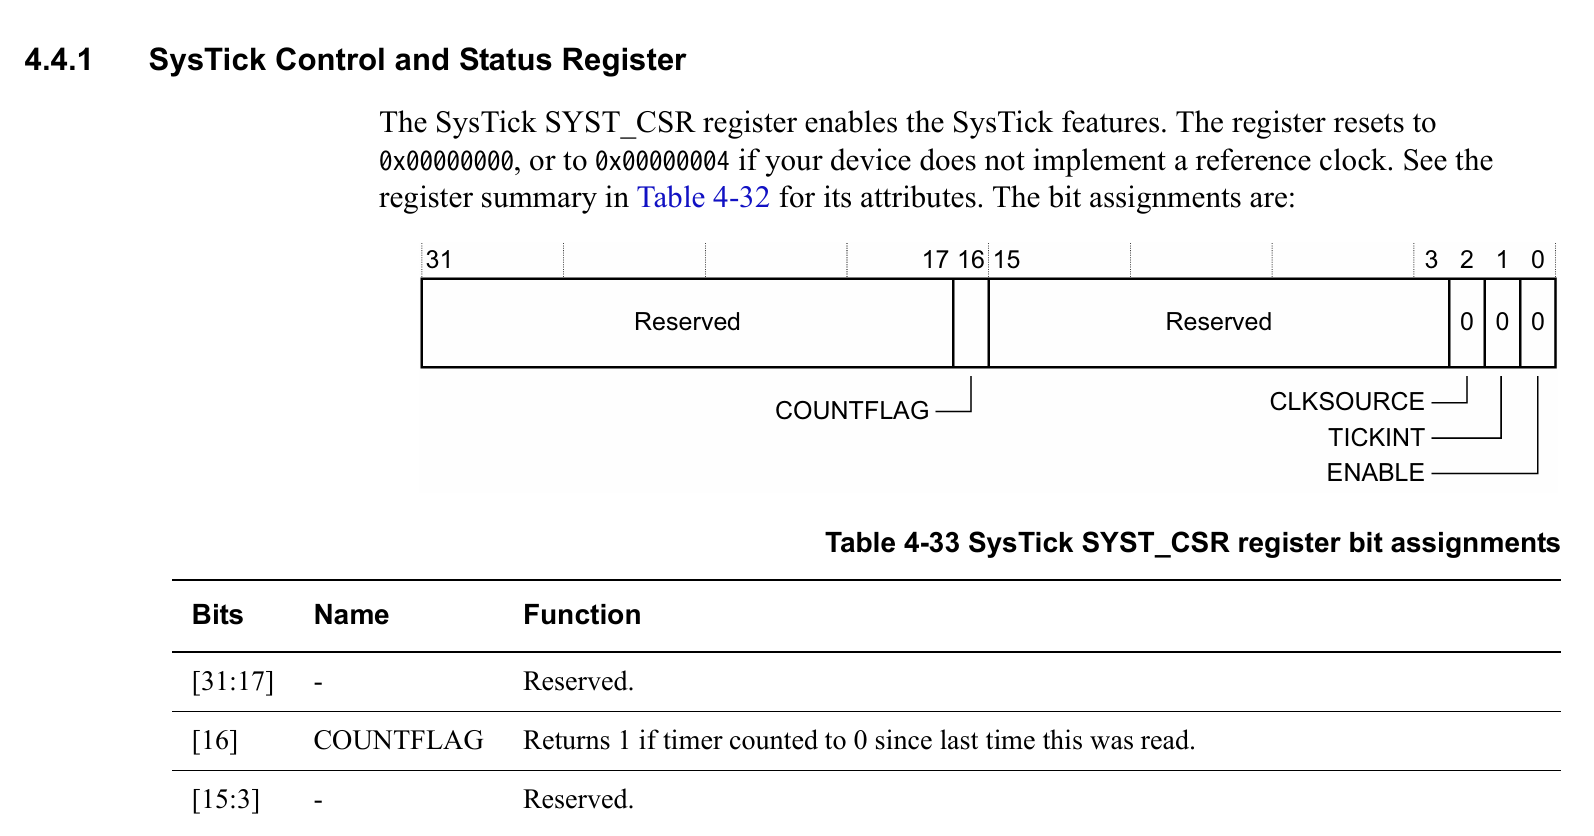 4.4.1 SysTick Control and Status Register
The SysTick SYST_CSR register enables the SysTick features. The register resets to
0x00000000, or to 0x00000004 if your device does not implement a reference clock. See the
register summary in Table 4-32 for its attributes. The bit assignments are:
31 17 16 15 3 2 1 0
Reserved Reserved 0 0 0
COUNTFLAG CLKSOURCE
TICKINT
ENABLE
Table 4-33 SysTick SYST_CSR register bit assignments
Bits Name Function
[31:17] - Reserved.
[16] COUNTFLAG Returns 1 if timer counted to 0 since last time this was read.
[15:3] - Reserved.